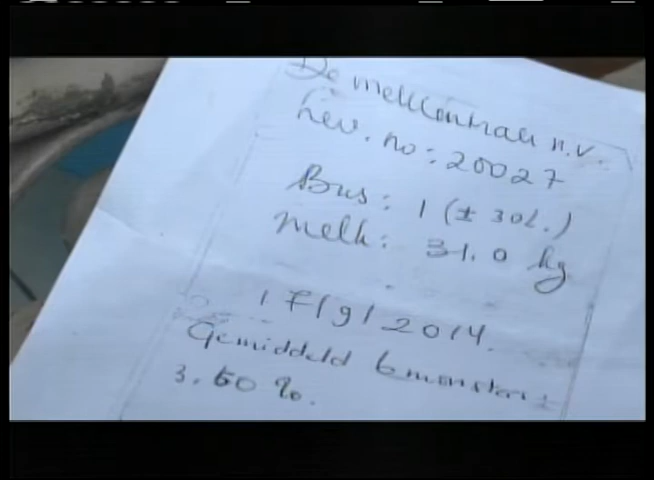 De melkcentrale n.v.
Lev. no: 20027
Bus: 1 (± 30L.)
Melk: 31.0 kg
17/9/2014.
Gemiddeld 6 monsters:
3.60%.